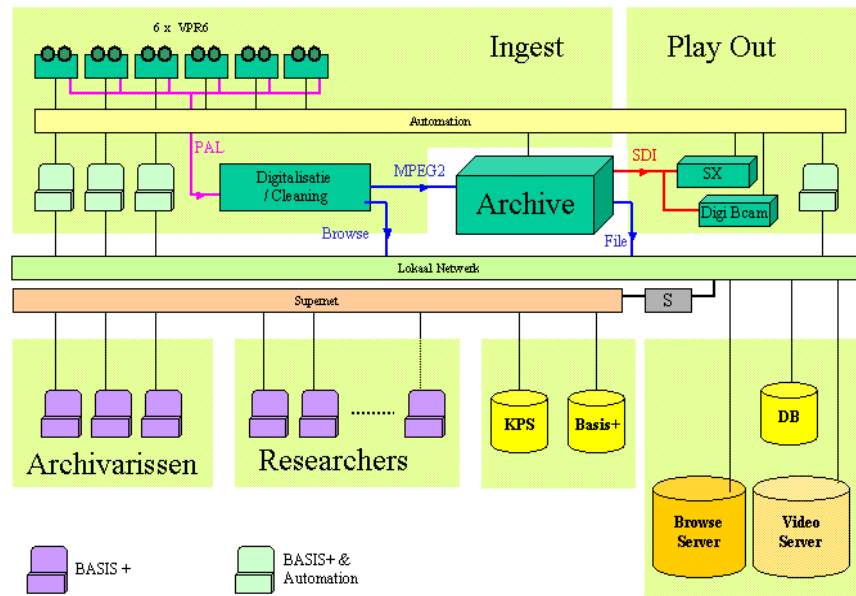 6 x VPR6
Ingest
Play Out
Automation
PAL
Digitalisatie
/ Cleaning
MPEG2
Archive
SDI
SX
Digi Bcam
Browse
File
Lokaal Netwerk
Supernet
S
KPS
Basis+
DB
Archivarissen
Researchers
Browse
Server
Video
Server
BASIS +
BASIS+ &
Automation